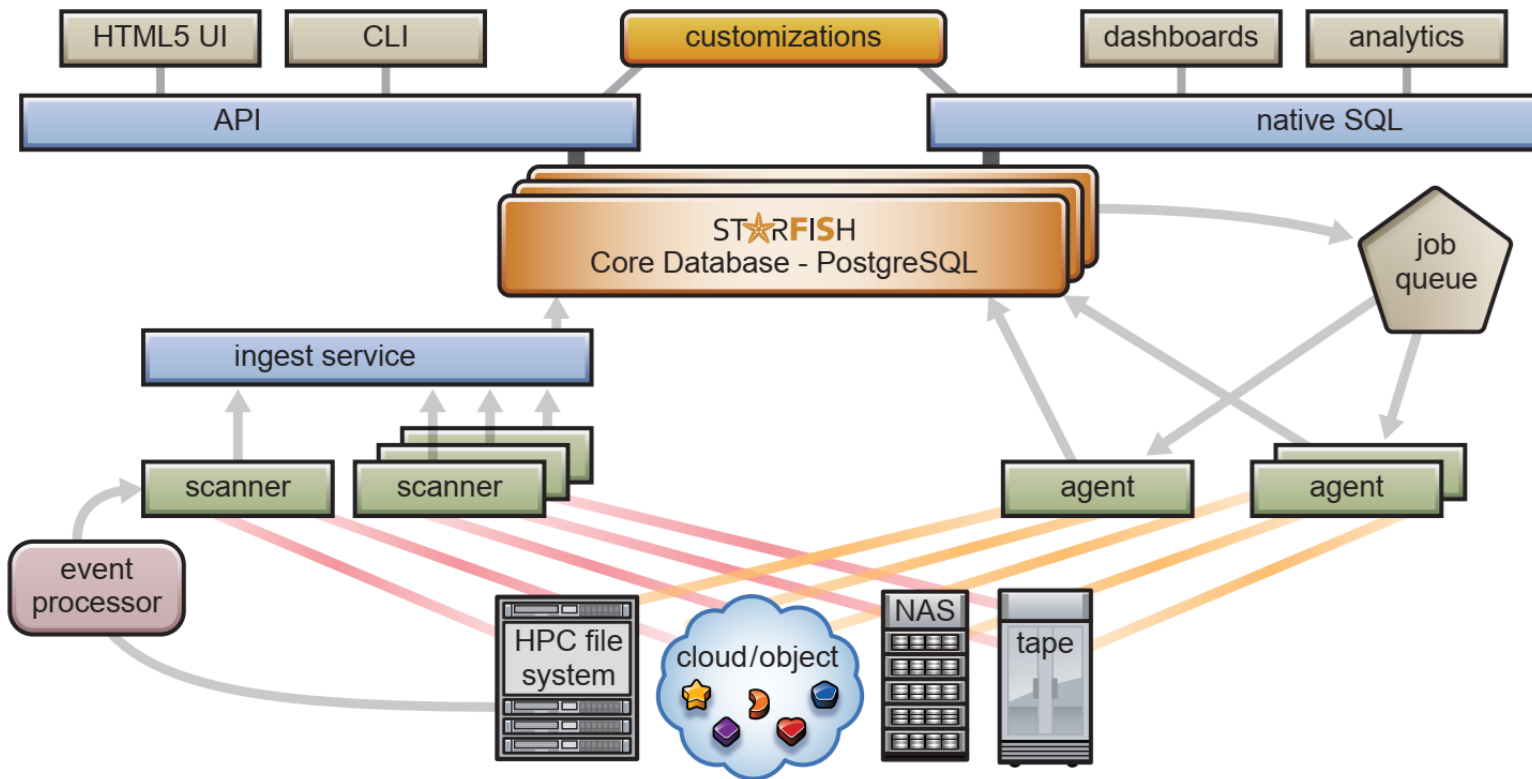 HTML5 UI
CLI
customizations
dashboards
analytics
API
native SQL
STARFISH
Core Database - PostgreSQL
job
queue
ingest service
scanner
scanner
agent
agent
event
processor
HPC file
system
cloud/object
NAS
tape